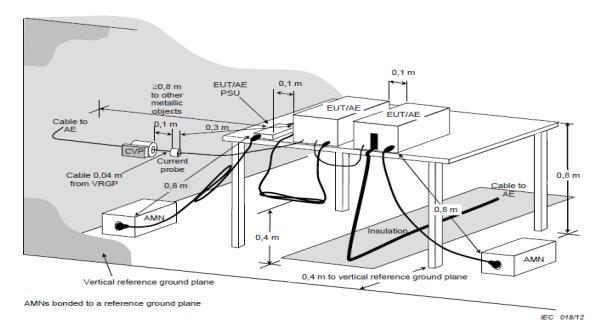 ≥0,8 m
to other
metallic
objects
EUT/AE
PSU
0,1 m
0,1 m
EUT/AE
EUT/AE
Cable to
AE
0,1 m
0,3 m
CVP
Current
probe
Cable 0,04 m
from VRGP
0,8 m
AMN
0,4 m
Insulation
Cable to
AE
0,8 m
0,8 m
AMN
0,4 m to vertical reference ground plane
Vertical reference ground plane
AMNs bonded to a reference ground plane
IEC 018/12